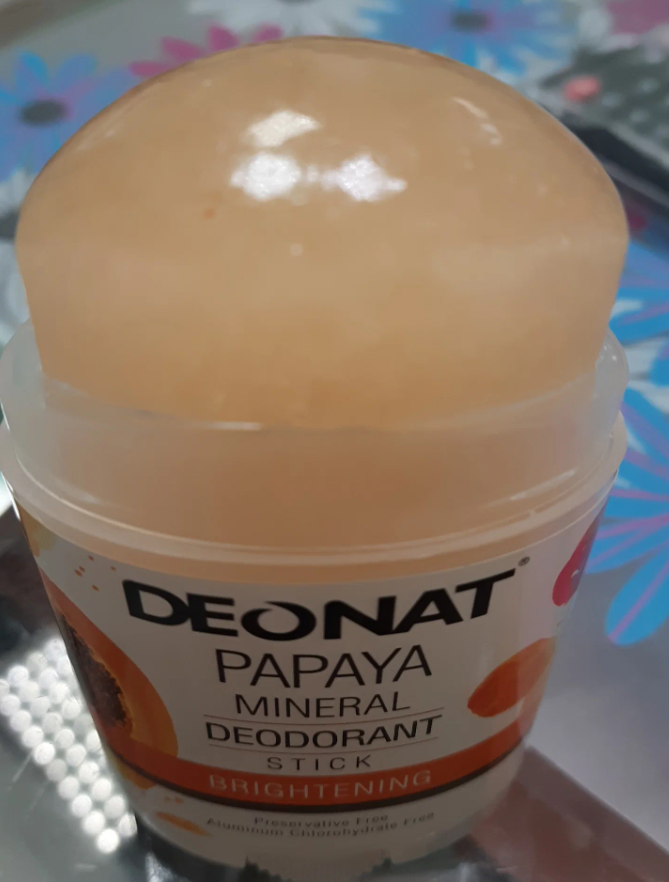 DEONAT®
PAPAYA
MINERAL
DEODORANT
STICK
BRIGHTENING
Preservative Free
Aluminum Chlorohydrate Free